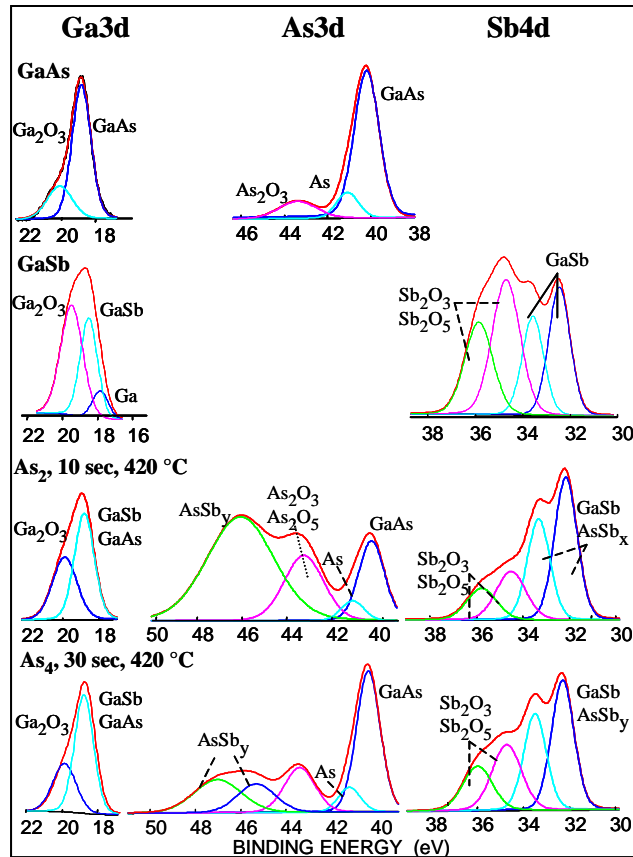 Ga3d As3d Sb4d
GaAs
Ga2O3
GaAs
GaAs
As2O3
As
22 20 18
46 44 42 40 38
GaSb
Ga2O3
GaSb
Ga
GaSb
Sb2O3
Sb2O5
22 20 18 16
38 36 34 32 30
As2, 10 sec, 420 °C
Ga2O3
GaSb
GaAs
AsSby
As2O3
As2O5
GaAs
As
GaSb
AsSbx
Sb2O3
Sb2O5
22 20 18
50 48 46 44 42 40
38 36 34 32 30
As4, 30 sec, 420 °C
Ga2O3
GaSb
GaAs
AsSby
GaAs
As
Sb2O3
Sb2O5
GaSb
AsSby
22 20 18
50 48 46 44 42 40
38 36 34 32 30
BINDING ENERGY (eV)